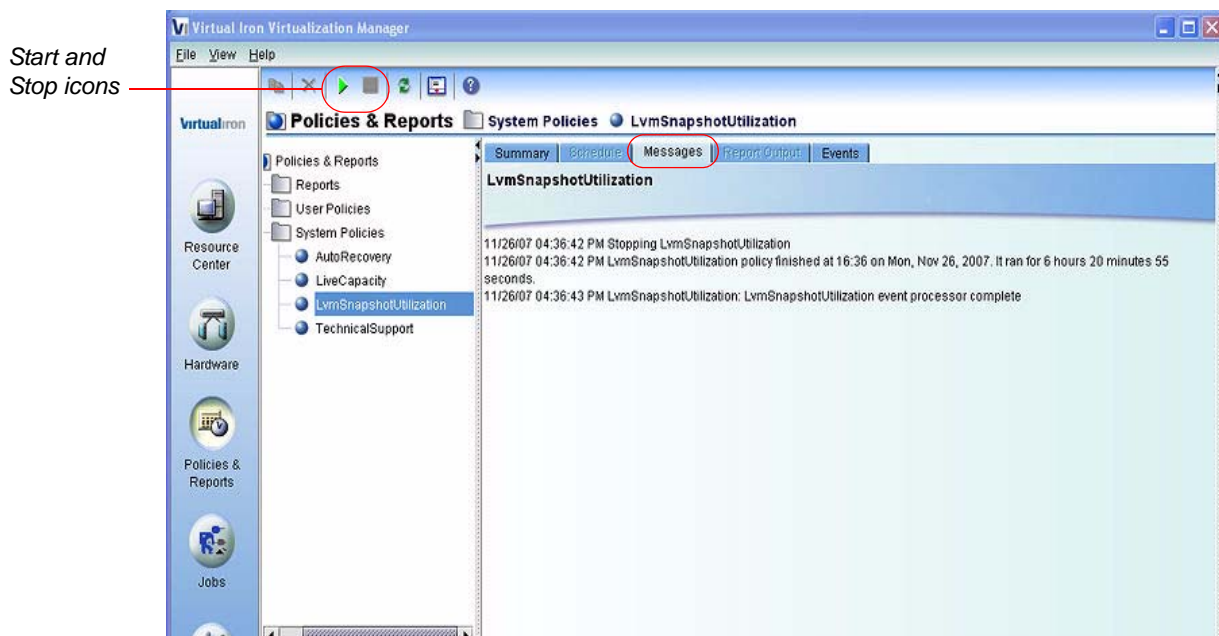 Start and
Stop icons
Virtual Iron Virtualization Manager
File View Help
Virtualiron
Policies & Reports System Policies LvmSnapshotUtilization
Policies & Reports
Reports
User Policies
System Policies
AutoRecovery
LiveCapacity
LvmSnapshotUtilization
TechnicalSupport
Resource
Center
Hardware
Policies &
Reports
Jobs
Summary Schedule Messages Report Output Events
LvmSnapshotUtilization
11/26/07 04:36:42 PM Stopping LvmSnapshotUtilization
11/26/07 04:36:42 PM LvmSnapshotUtilization policy finished at 16:36 on Mon, Nov 26, 2007. It ran for 6 hours 20 minutes 55
seconds.
11/26/07 04:36:43 PM LvmSnapshotUtilization: LvmSnapshotUtilization event processor complete